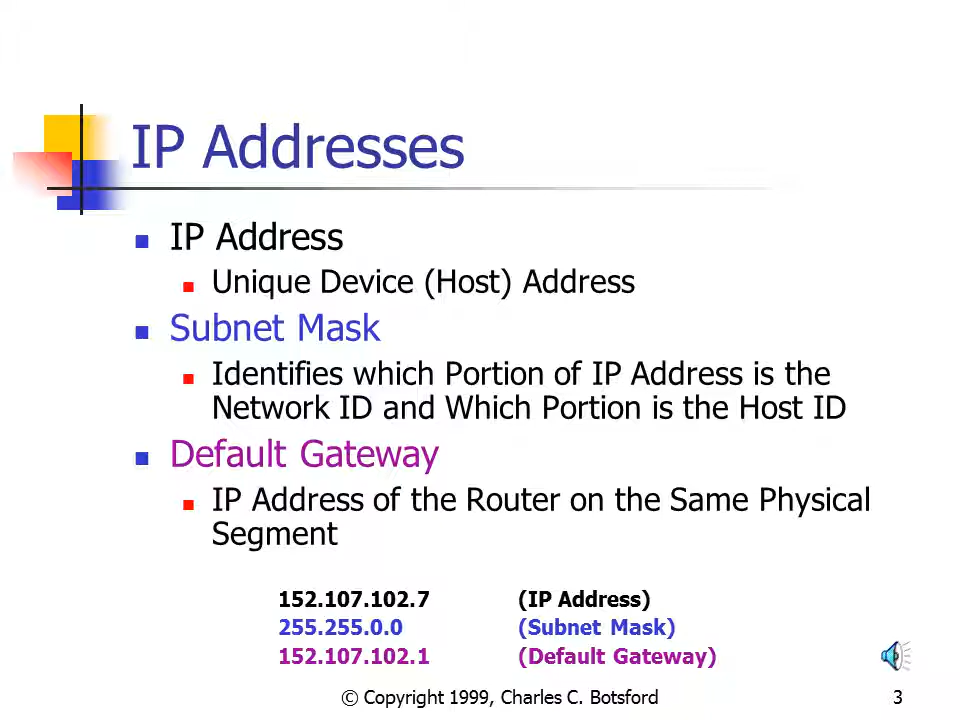 IP Addresses
IP Address
Unique Device (Host) Address
Subnet Mask
Identifies which Portion of IP Address is the
Network ID and Which Portion is the Host ID
Default Gateway
IP Address of the Router on the Same Physical
Segment
152.107.102.7 (IP Address)
255.255.0.0 (Subnet Mask)
152.107.102.1 (Default Gateway)
© Copyright 1999, Charles C. Botsford 3